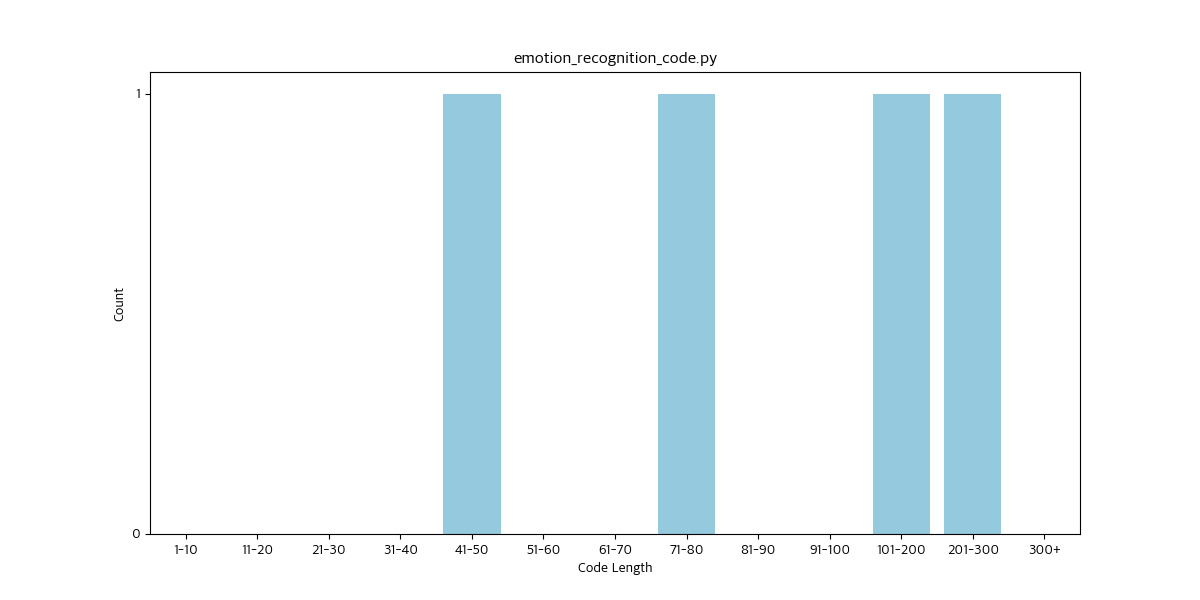 emotion_recognition_code.py
1
Count
0
1-10 11-20 21-30 31-40 41-50 51-60 61-70 71-80 81-90 91-100 101-200 201-300 300+
Code Length